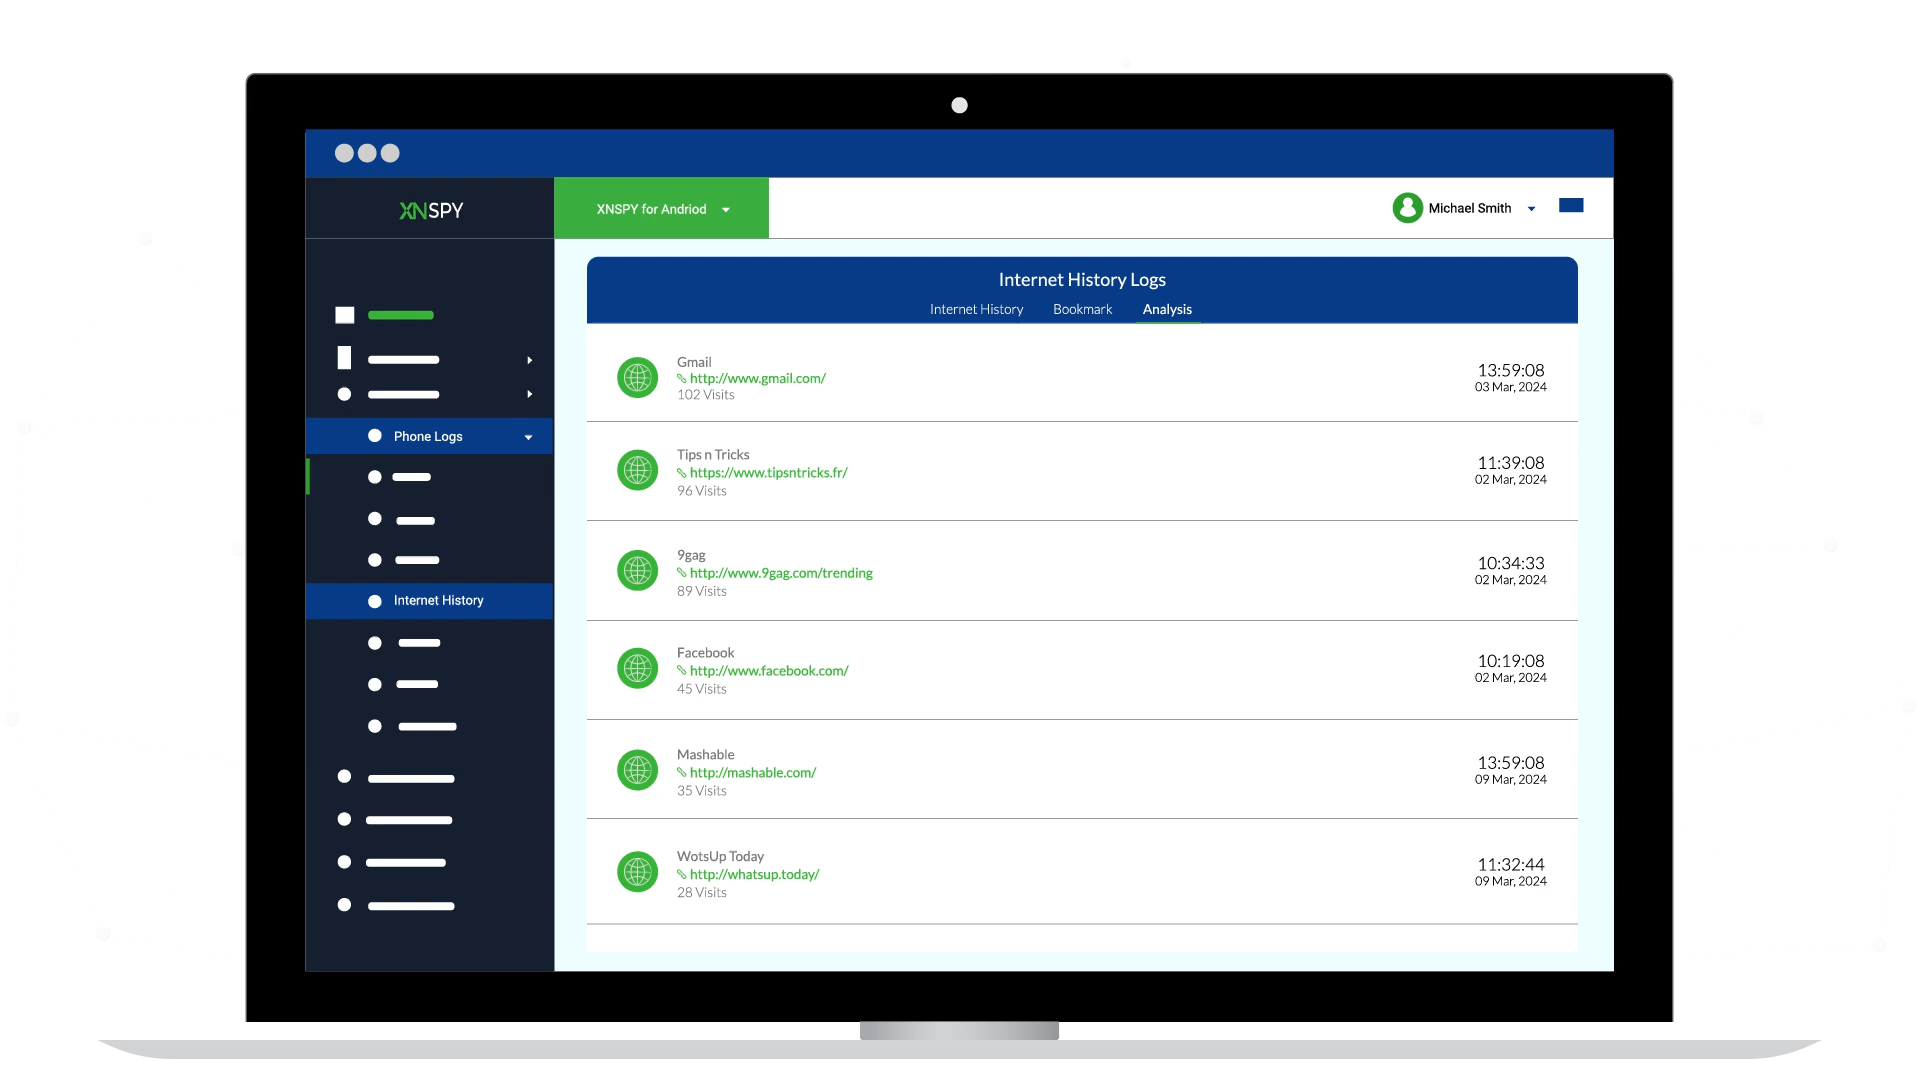 XNSPY
XNSPY for Andriod
Michael Smith
Phone Logs
Internet History
Internet History Logs
Internet History Bookmark Analysis
Gmail
http://www.gmail.com/
102 Visits
13:59:08
03 Mar, 2024
Tips n Tricks
https://www.tipsntricks.fr/
96 Visits
11:39:08
02 Mar, 2024
9gag
http://www.9gag.com/trending
89 Visits
10:34:33
02 Mar, 2024
Facebook
http://www.facebook.com/
45 Visits
10:19:08
02 Mar, 2024
Mashable
http://mashable.com/
35 Visits
13:59:08
09 Mar, 2024
WotsUp Today
http://whatsup.today/
28 Visits
11:32:44
09 Mar, 2024